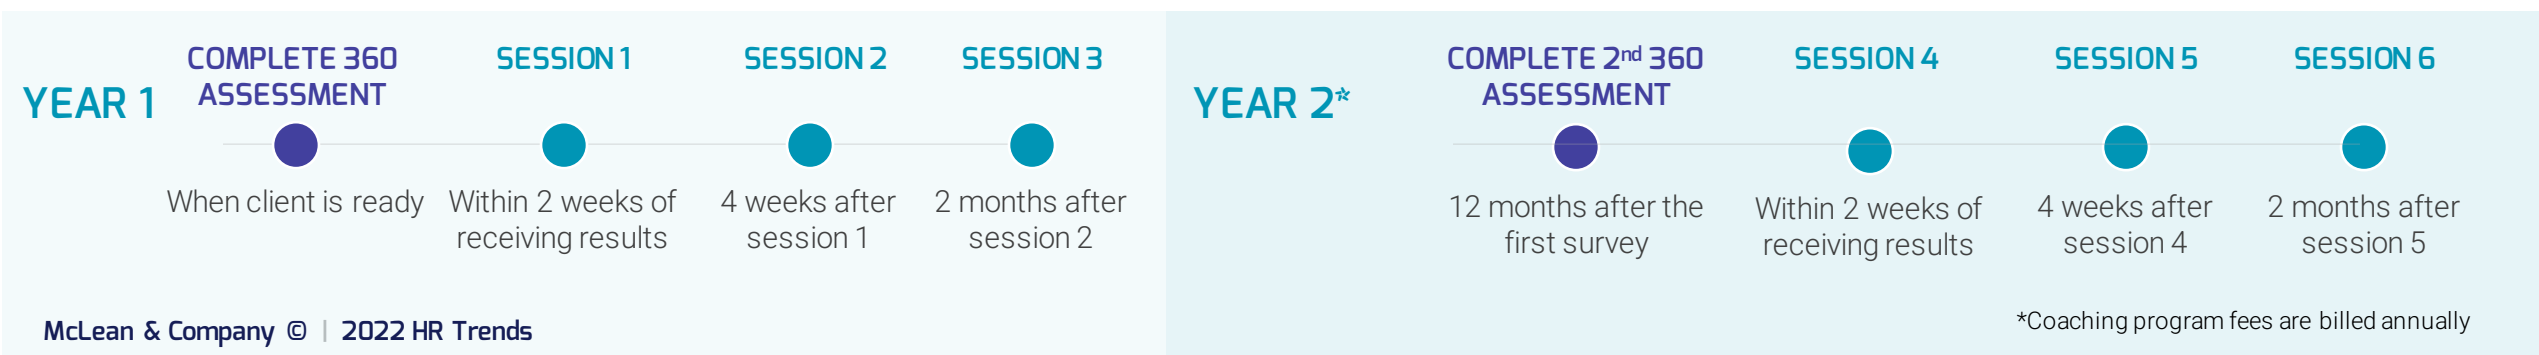 YEAR 1
COMPLETE 360
ASSESSMENT
When client is ready
SESSION 1
Within 2 weeks of
receiving results
SESSION 2
4 weeks after
session 1
SESSION 3
2 months after
session 2
YEAR 2*
COMPLETE 2nd 360
ASSESSMENT
12 months after the
first survey
SESSION 4
Within 2 weeks of
receiving results
SESSION 5
4 weeks after
session 4
SESSION 6
2 months after
session 5
McLean & Company © | 2022 HR Trends
*Coaching program fees are billed annually